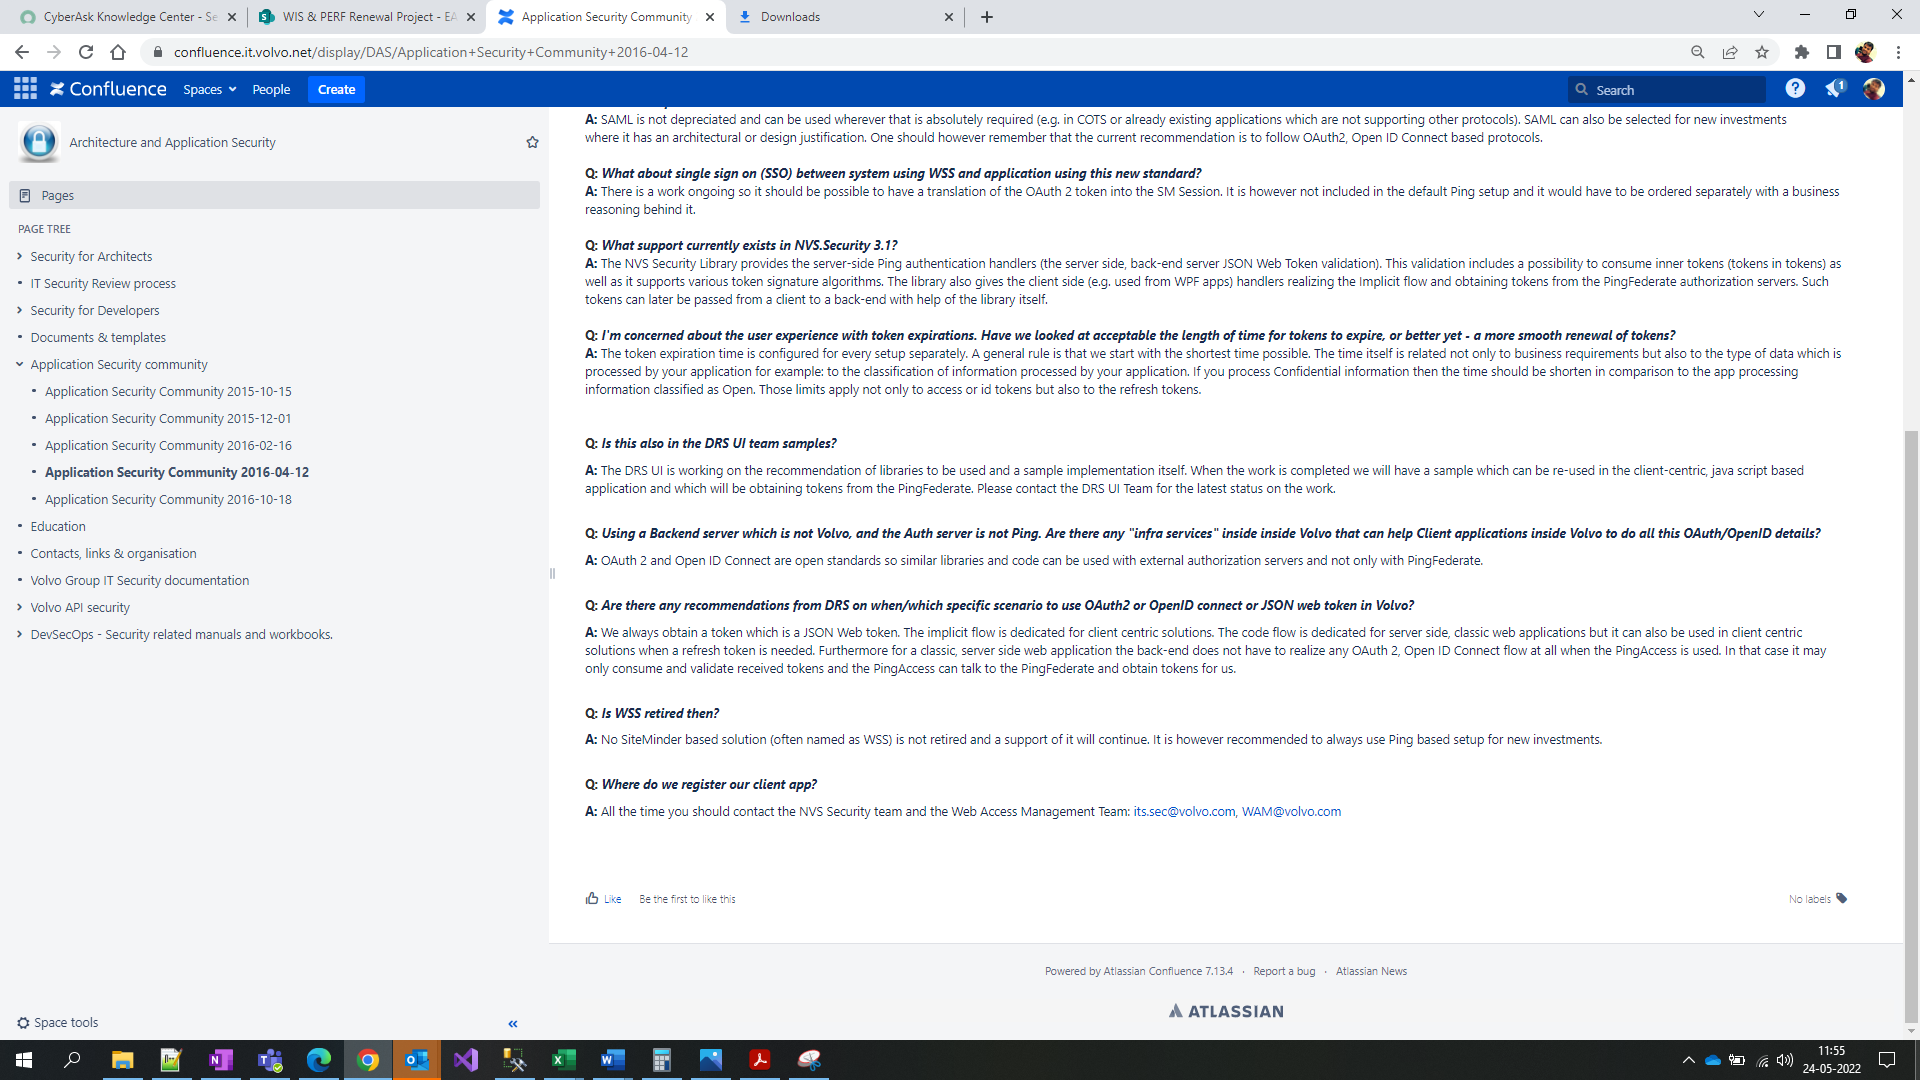 CyberAsk Knowledge Center - Se
WIS & PERF Renewal Project - EA
Application Security Community
Downloads
confluence.it.volvo.net/display/DAS/Application+Security+Community+2016-04-12
Confluence
Spaces
People
Create
Search
1
Architecture and Application Security
Pages
PAGE TREE
Security for Architects
IT Security Review process
Security for Developers
Documents & templates
Application Security community
Application Security Community 2015-10-15
Application Security Community 2015-12-01
Application Security Community 2016-02-16
Application Security Community 2016-04-12
Application Security Community 2016-10-18
Education
Contacts, links & organisation
Volvo Group IT Security documentation
Volvo API security
DevSecOps - Security related manuals and workbooks.
Space tools
A: SAML is not depreciated and can be used wherever that is absolutely required (e.g. in COTS or already existing applications which are not supporting other protocols). SAML can also be selected for new investments
where it has an architectural or design justification. One should however remember that the current recommendation is to follow OAuth2, Open ID Connect based protocols.
Q: What about single sign on (SSO) between system using WSS and application using this new standard?
A: There is a work ongoing so it should be possible to have a translation of the OAuth 2 token into the SM Session. It is however not included in the default Ping setup and it would have to be ordered separately with a business
reasoning behind it.
Q: What support currently exists in NVS.Security 3.1?
A: The NVS Security Library provides the server-side Ping authentication handlers (the server side, back-end server JSON Web Token validation). This validation includes a possibility to consume inner tokens (tokens in tokens) as
well as it supports various token signature algorithms. The library also gives the client side (e.g. used from WPF apps) handlers realizing the Implicit flow and obtaining tokens from the PingFederate authorization servers. Such
tokens can later be passed from a client to a back-end with help of the library itself.
Q: I'm concerned about the user experience with token expirations. Have we looked at acceptable the length of time for tokens to expire, or better yet - a more smooth renewal of tokens?
A: The token expiration time is configured for every setup separately. A general rule is that we start with the shortest time possible. The time itself is related not only to business requirements but also to the type of data which is
processed by your application for example: to the classification of information processed by your application. If you process Confidential information then the time should be shorten in comparison to the app processing
information classified as Open. Those limits apply not only to access or id tokens but also to the refresh tokens.
Q: Is this also in the DRS UI team samples?
A: The DRS UI is working on the recommendation of libraries to be used and a sample implementation itself. When the work is completed we will have a sample which can be re-used in the client-centric, java script based
application and which will be obtaining tokens from the PingFederate. Please contact the DRS UI Team for the latest status on the work.
Q: Using a Backend server which is not Volvo, and the Auth server is not Ping. Are there any "infra services" inside inside Volvo that can help Client applications inside Volvo to do all this OAuth/OpenID details?
A: OAuth 2 and Open ID Connect are open standards so similar libraries and code can be used with external authorization servers and not only with PingFederate.
Q: Are there any recommendations from DRS on when/which specific scenario to use OAuth2 or OpenID connect or JSON web token in Volvo?
A: We always obtain a token which is a JSON Web token. The implicit flow is dedicated for client centric solutions. The code flow is dedicated for server side, classic web applications but it can also be used in client centric
solutions when a refresh token is needed. Furthermore for a classic, server side web application the back-end does not have to realize any OAuth 2, Open ID Connect flow at all when the PingAccess is used. In that case it may
only consume and validate received tokens and the PingAccess can talk to the PingFederate and obtain tokens for us.
Q: Is WSS retired then?
A: No SiteMinder based solution (often named as WSS) is not retired and a support of it will continue. It is however recommended to always use Ping based setup for new investments.
Q: Where do we register our client app?
A: All the time you should contact the NVS Security team and the Web Access Management Team: its.sec@volvo.com, WAM@volvo.com
Like
Be the first to like this
No labels
Powered by Atlassian Confluence 7.13.4 · Report a bug · Atlassian News
ATLASSIAN
11:55
24-05-2022